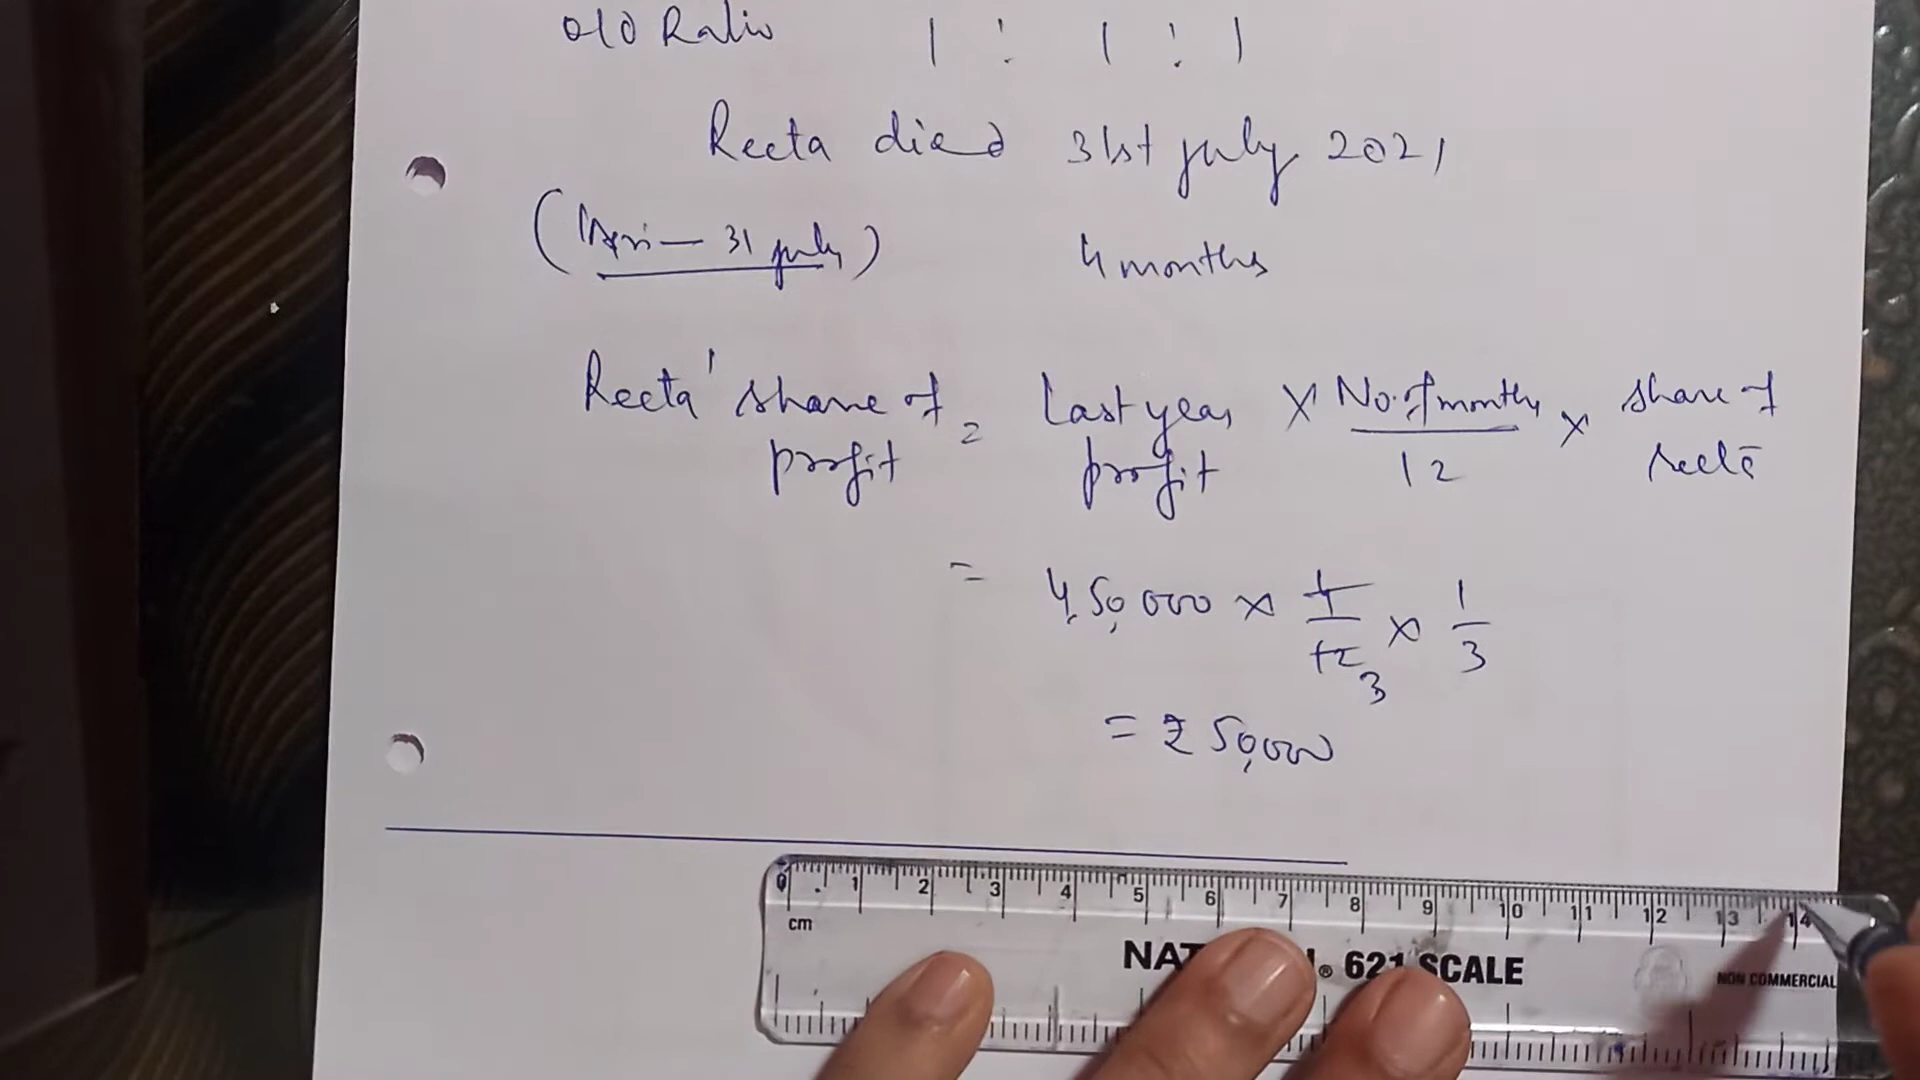 old Ratio 1 : 1 : 1
Reeta died 31st july 2021
(1Apri — 31 july) 4 months
Reeta' share of profit = Last year profit × No. of months / 12 × share of reeta
= 4,50,000 × 4/12 3 × 1/3
= ₹ 50,000
0 1 2 3 4 5 6 7 8 9 10 11 12 13 14
cm
® 621 SCALE
NON COMMERCIAL